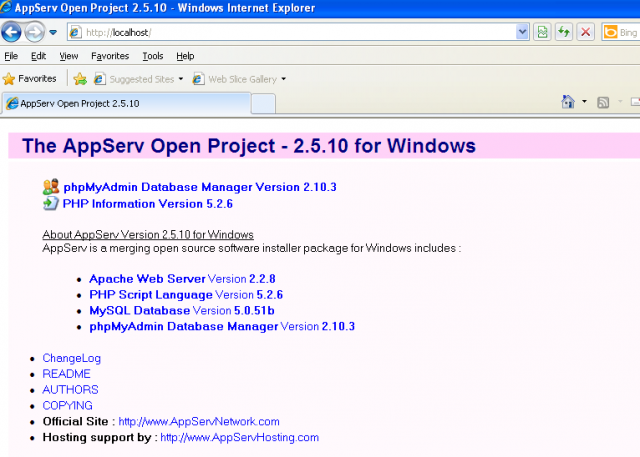 AppServ Open Project 2.5.10 - Windows Internet Explorer
http://localhost/
Bing
File Edit View Favorites Tools Help
Favorites Suggested Sites Web Slice Gallery
AppServ Open Project 2.5.10
The AppServ Open Project - 2.5.10 for Windows
phpMyAdmin Database Manager Version 2.10.3
PHP Information Version 5.2.6
About AppServ Version 2.5.10 for Windows
AppServ is a merging open source software installer package for Windows includes :
• Apache Web Server Version 2.2.8
• PHP Script Language Version 5.2.6
• MySQL Database Version 5.0.51b
• phpMyAdmin Database Manager Version 2.10.3
• ChangeLog
• README
• AUTHORS
• COPYING
• Official Site : http://www.AppServNetwork.com
• Hosting support by : http://www.AppServHosting.com